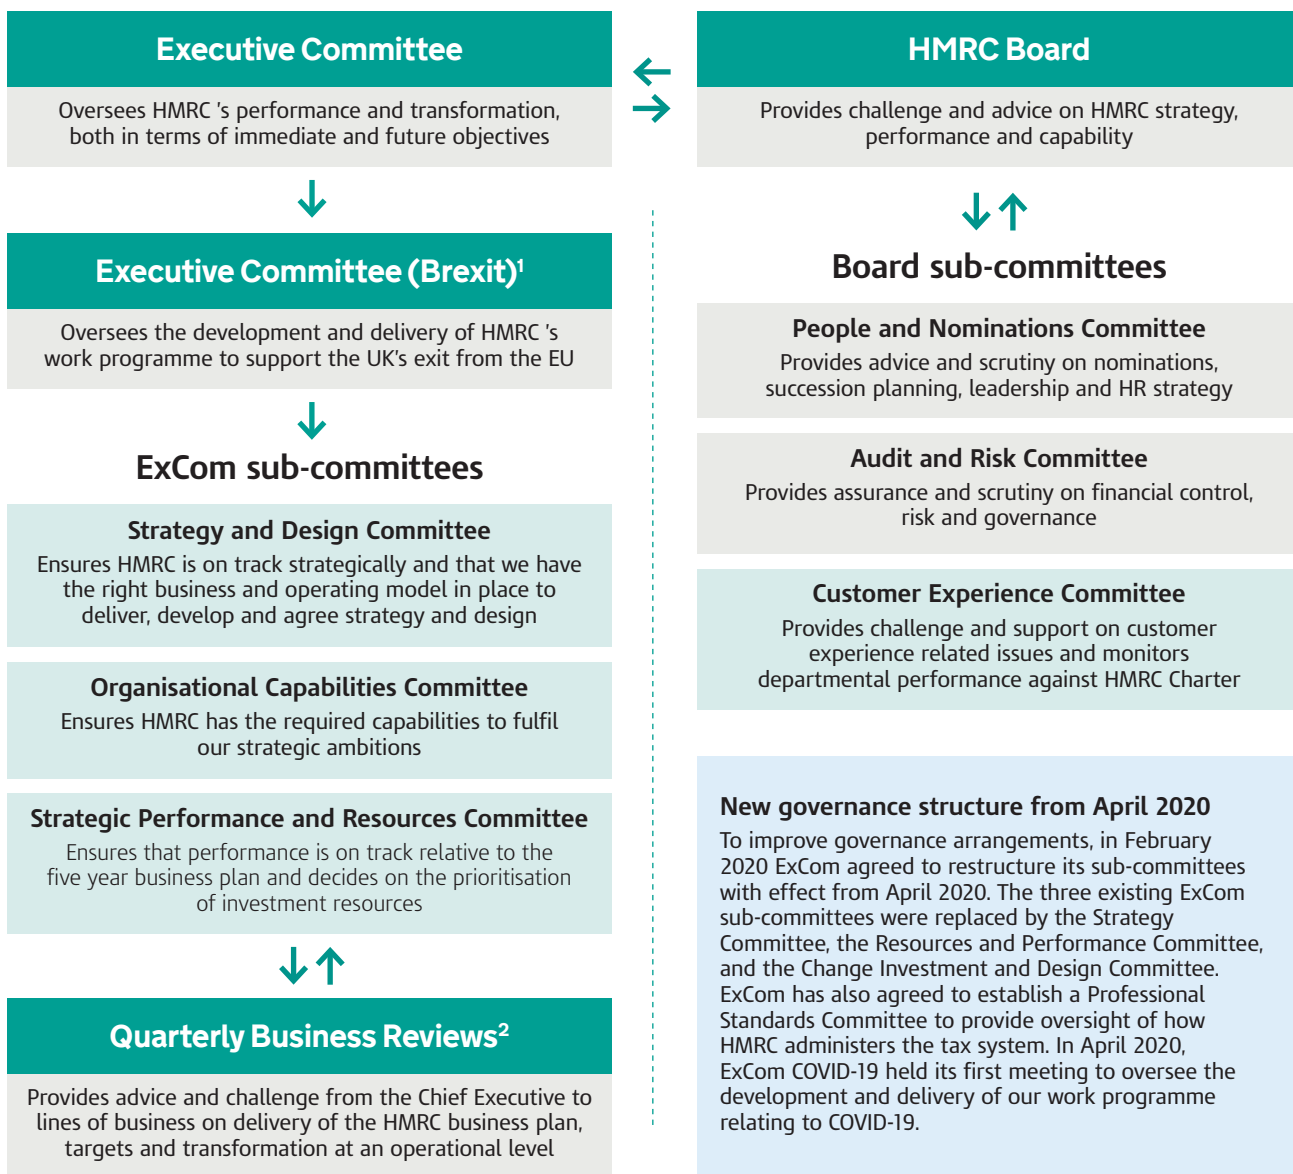 Executive Committee
Oversees HMRC 's performance and transformation,
both in terms of immediate and future objectives
Executive Committee (Brexit)¹
Oversees the development and delivery of HMRC 's
work programme to support the UK's exit from the EU
ExCom sub-committees
Strategy and Design Committee
Ensures HMRC is on track strategically and that we have
the right business and operating model in place to
deliver, develop and agree strategy and design
Organisational Capabilities Committee
Ensures HMRC has the required capabilities to fulfil
our strategic ambitions
Strategic Performance and Resources Committee
Ensures that performance is on track relative to the
five year business plan and decides on the prioritisation
of investment resources
Quarterly Business Reviews²
Provides advice and challenge from the Chief Executive to
lines of business on delivery of the HMRC business plan,
targets and transformation at an operational level
HMRC Board
Provides challenge and advice on HMRC strategy,
performance and capability
Board sub-committees
People and Nominations Committee
Provides advice and scrutiny on nominations,
succession planning, leadership and HR strategy
Audit and Risk Committee
Provides assurance and scrutiny on financial control,
risk and governance
Customer Experience Committee
Provides challenge and support on customer
experience related issues and monitors
departmental performance against HMRC Charter
New governance structure from April 2020
To improve governance arrangements, in February
2020 ExCom agreed to restructure its sub-committees
with effect from April 2020. The three existing ExCom
sub-committees were replaced by the Strategy
Committee, the Resources and Performance Committee,
and the Change Investment and Design Committee.
ExCom has also agreed to establish a Professional
Standards Committee to provide oversight of how
HMRC administers the tax system. In April 2020,
ExCom COVID-19 held its first meeting to oversee the
development and delivery of our work programme
relating to COVID-19.